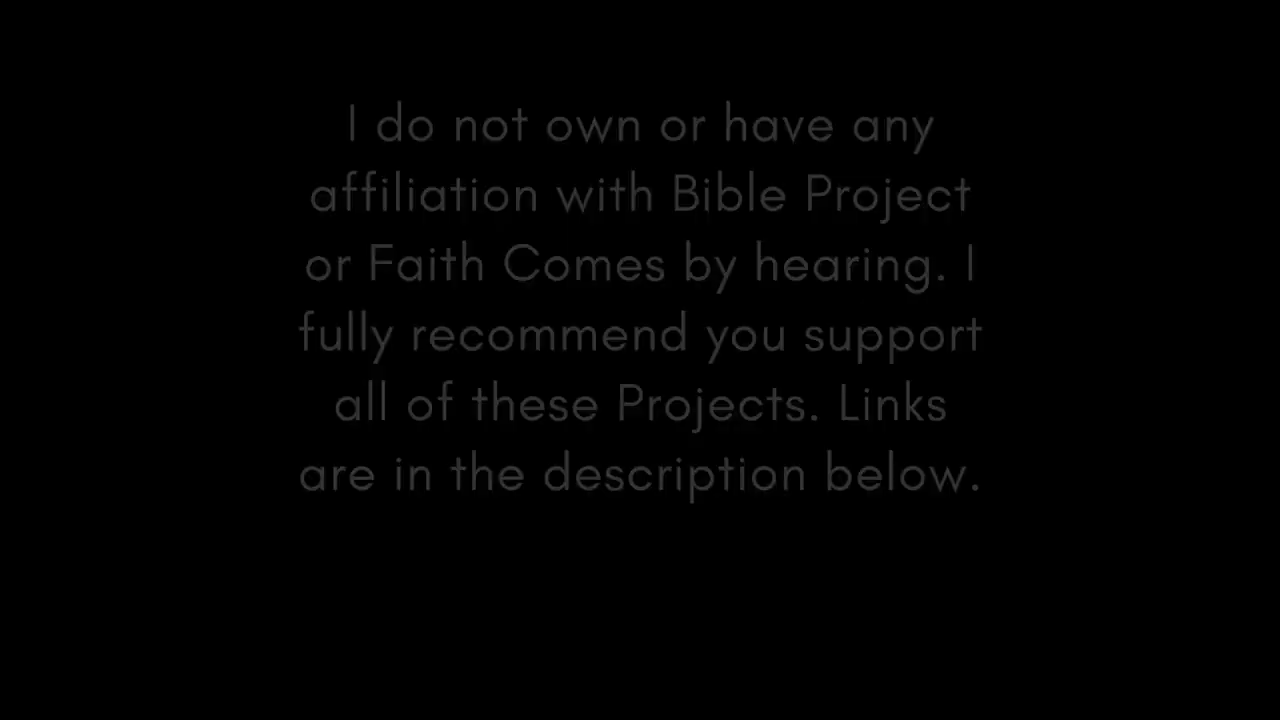 I do not own or have any
affiliation with Bible Project
or Faith Comes by hearing. I
fully recommend you support
all of these Projects. Links
are in the description below.